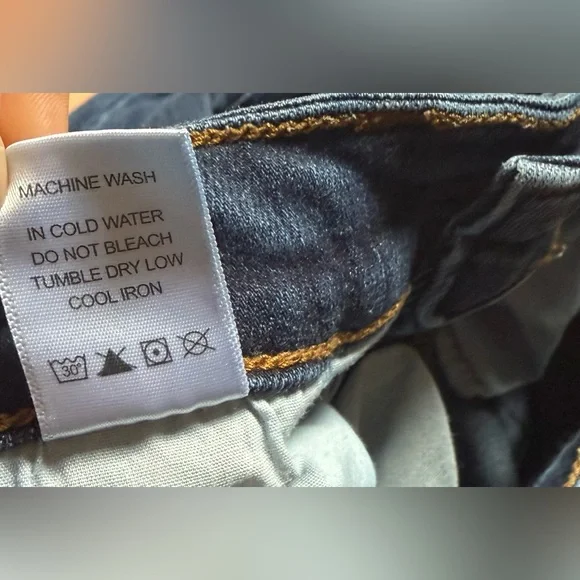 MACHINE WASH
IN COLD WATER
DO NOT BLEACH
TUMBLE DRY LOW
COOL IRON
30°